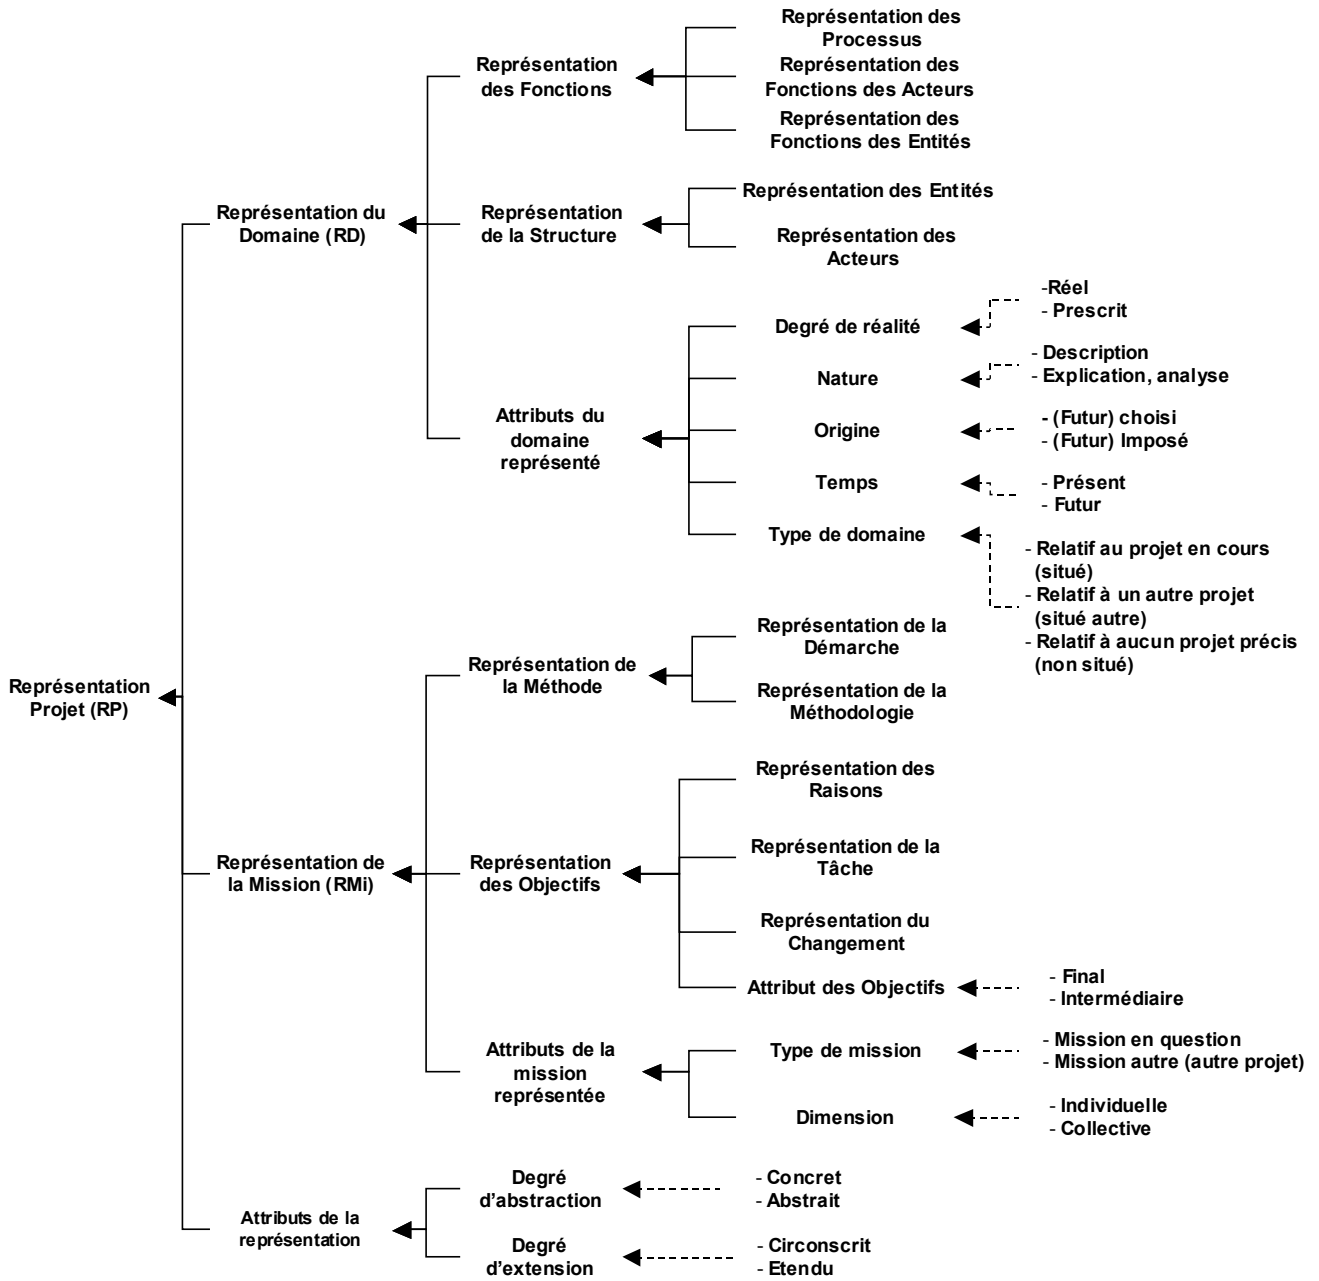 Représentation des
Processus
Représentation
des Fonctions
Représentation des
Fonctions des Acteurs
Représentation des
Fonctions des Entités
Représentation du
Domaine (RD)
Représentation
de la Structure
Représentation des Entités
Représentation des
Acteurs
Attributs du
domaine
représenté
Degré de réalité
-Réel
- Prescrit
Nature
- Description
- Explication, analyse
Origine
- (Futur) choisi
- (Futur) Imposé
Temps
- Présent
- Futur
Type de domaine
- Relatif au projet en cours
(situé)
- Relatif à un autre projet
(situé autre)
- Relatif à aucun projet précis
(non situé)
Représentation
Projet (RP)
Représentation de
la Méthode
Représentation de la
Démarche
Représentation de la
Méthodologie
Représentation de
la Mission (RMi)
Représentation
des Objectifs
Représentation des
Raisons
Représentation de la
Tâche
Représentation du
Changement
Attribut des Objectifs
- Final
- Intermédiaire
Attributs de la
mission
représentée
Type de mission
- Mission en question
- Mission autre (autre projet)
Dimension
- Individuelle
- Collective
Attributs de la
représentation
Degré
d'abstraction
- Concret
- Abstrait
Degré
d'extension
- Circonscrit
- Etendu